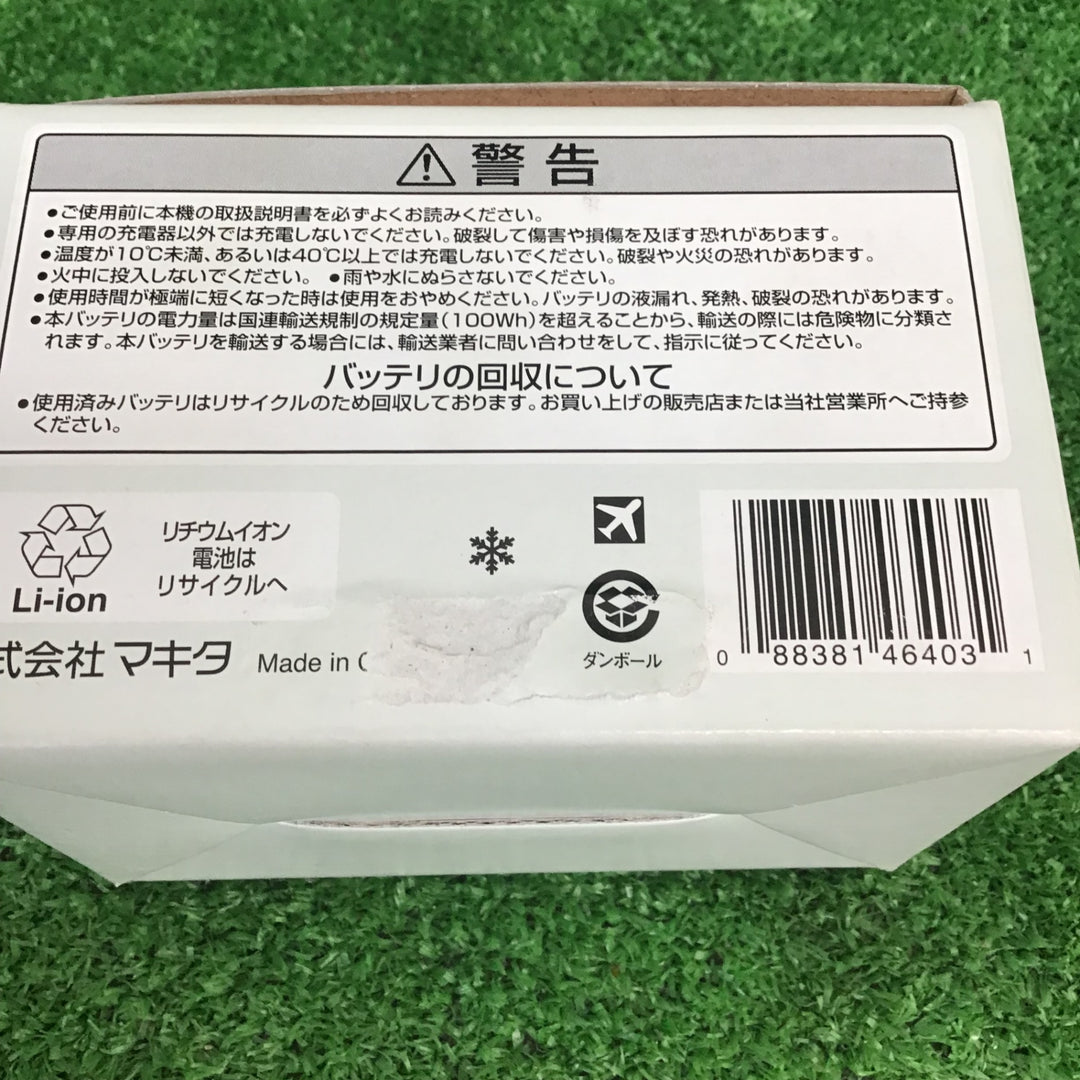 警告
●ご使用前に本機の取扱説明書を必ずよくお読みください。
●専用の充電器以外では充電しないでください。破裂して傷害や損傷を及ぼす恐れがあります。
●温度が10℃未満、あるいは40℃以上では充電しないでください。破裂や火災の恐れがあります。
●火中に投入しないでください。 ●雨や水にぬらさないでください。
●使用時間が極端に短くなった時は使用をおやめください。バッテリの液漏れ、発熱、破裂の恐れがあります。
●本バッテリの電力量は国連輸送規制の規定量(100Wh)を超えることから、輸送の際には危険物に分類さ
れます。本バッテリを輸送する場合には、輸送業者に問い合わせをして、指示に従ってください。
バッテリの回収について
●使用済みバッテリはリサイクルのため回収しております。お買い上げの販売店または当社営業所へご持参
ください。
リチウムイオン
電池は
リサイクルへ
Li-ion
式会社 マキタ Made in
ダンボール
0 88381 46403 1